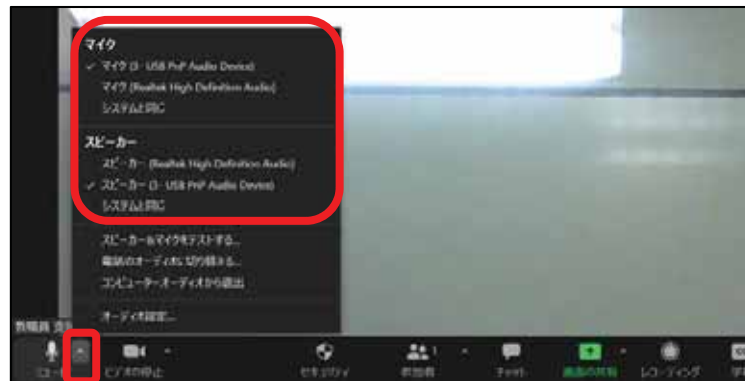 マイク
✓ マイク (3- USB PnP Audio Device)
マイク (Realtek High Definition Audio)
システムと同じ
スピーカー
スピーカー (Realtek High Definition Audio)
✓ スピーカー (3- USB PnP Audio Device)
システムと同じ
スピーカー&マイクをテストする...
電話のオーディオに切り替える...
コンピューターオーディオから退出
オーディオ設定...
教職員
ビデオの停止
セキュリティ
参加者
1
チャット
画面の共有
レコーディング